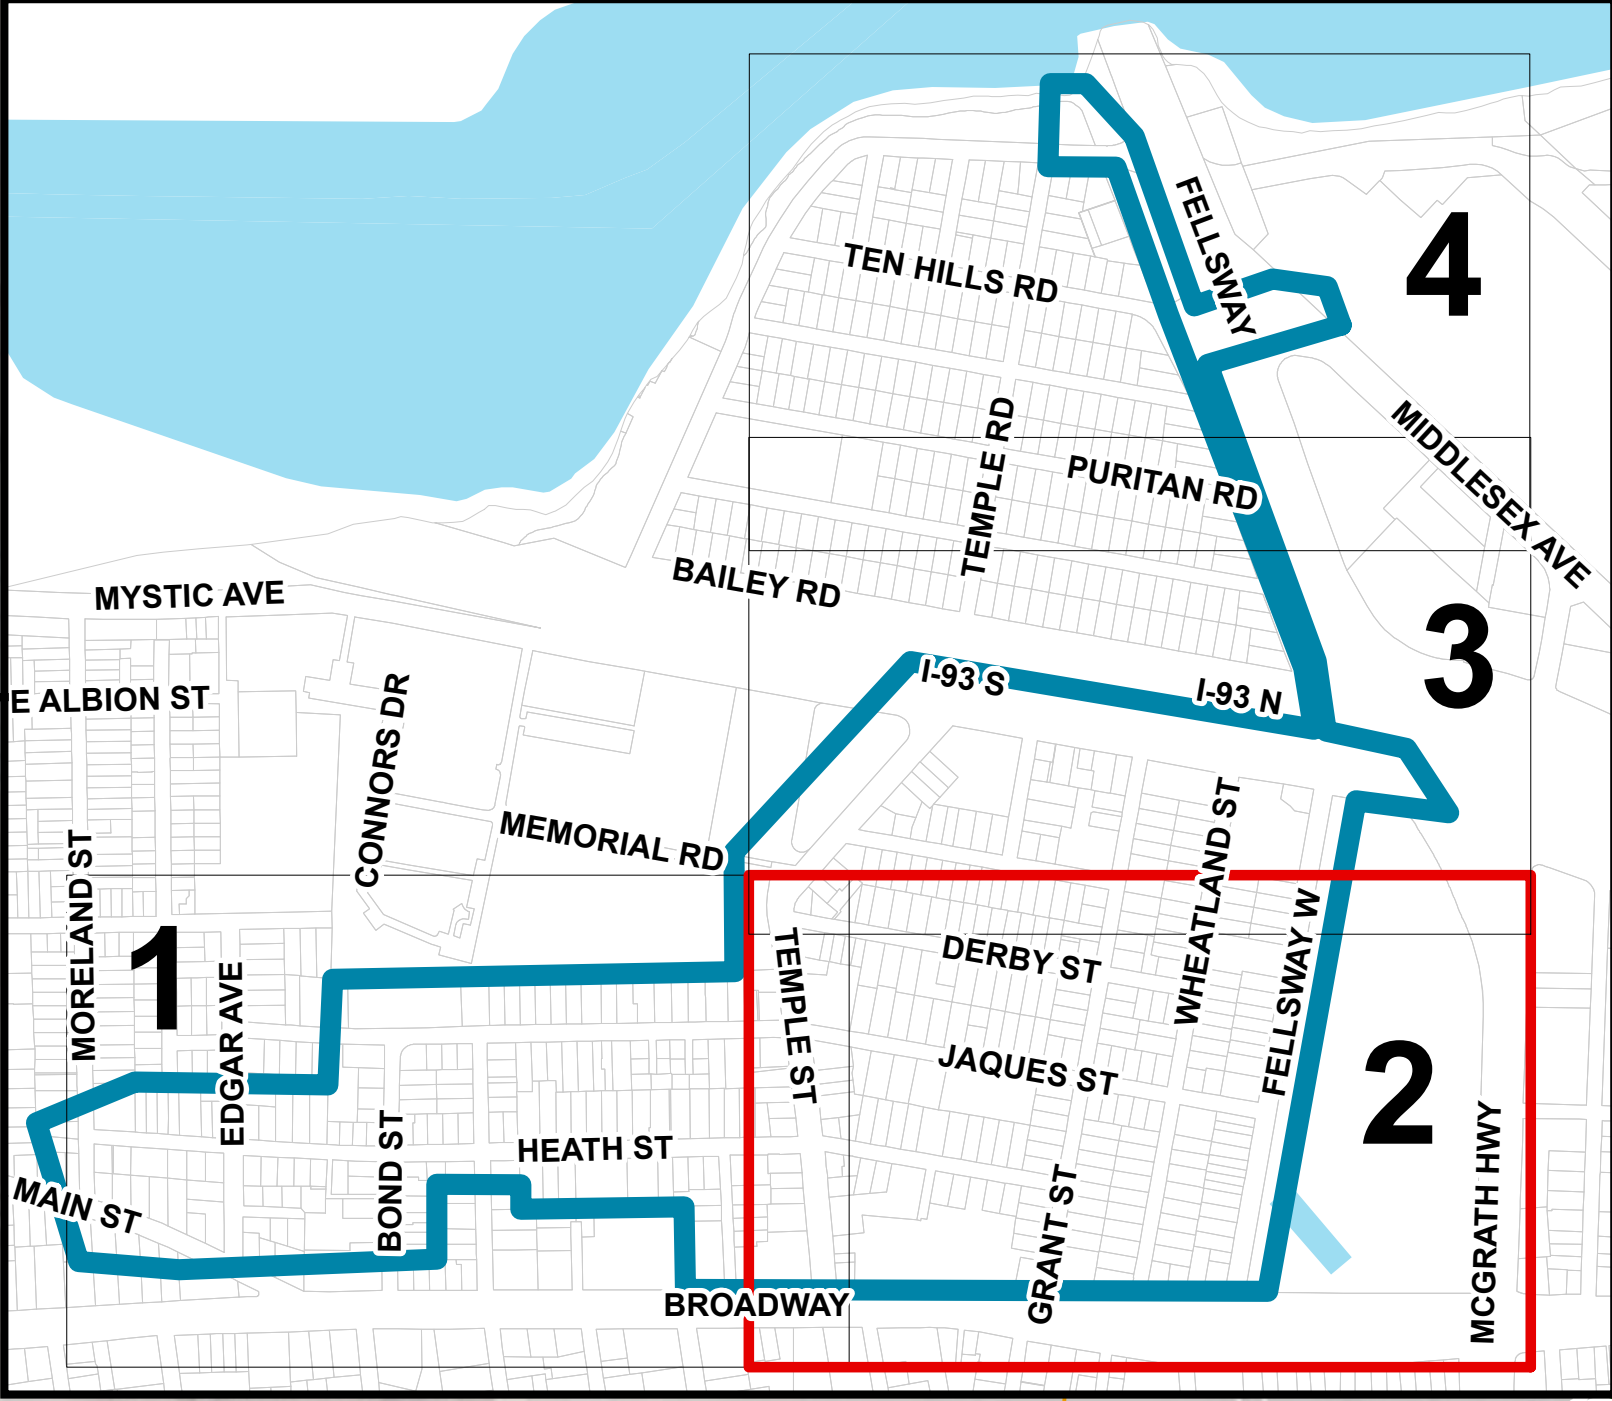 FELLSWAY
4
TEN HILLS RD
MIDDLESEX AVE
TEMPLE RD
PURITAN RD
BAILEY RD
MYSTIC AVE
3
I-93 S
I-93 N
E ALBION ST
CONNORS DR
WHEATLAND ST
MEMORIAL RD
MORELAND ST
1
FELLSWAY W
TEMPLE ST
DERBY ST
EDGAR AVE
JAQUES ST
2
BOND ST
HEATH ST
MCGRATH HWY
GRANT ST
MAIN ST
BROADWAY